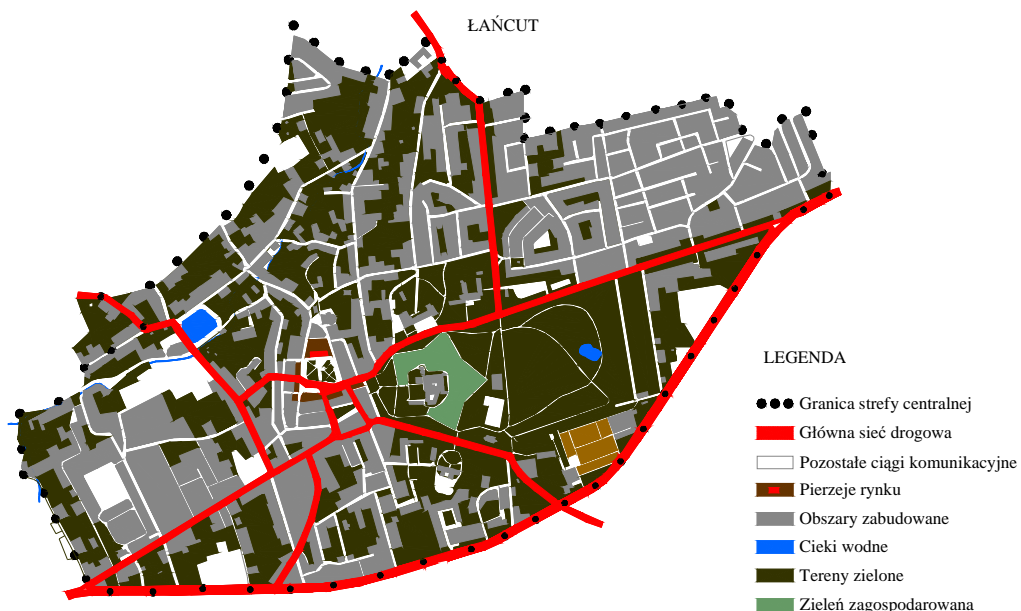 ŁAŃCUT
LEGENDA
Granica strefy centralnej
Główna sieć drogowa
Pozostałe ciągi komunikacyjne
Pierzeje rynku
Obszary zabudowane
Cieki wodne
Tereny zielone
Zieleń zagospodarowana